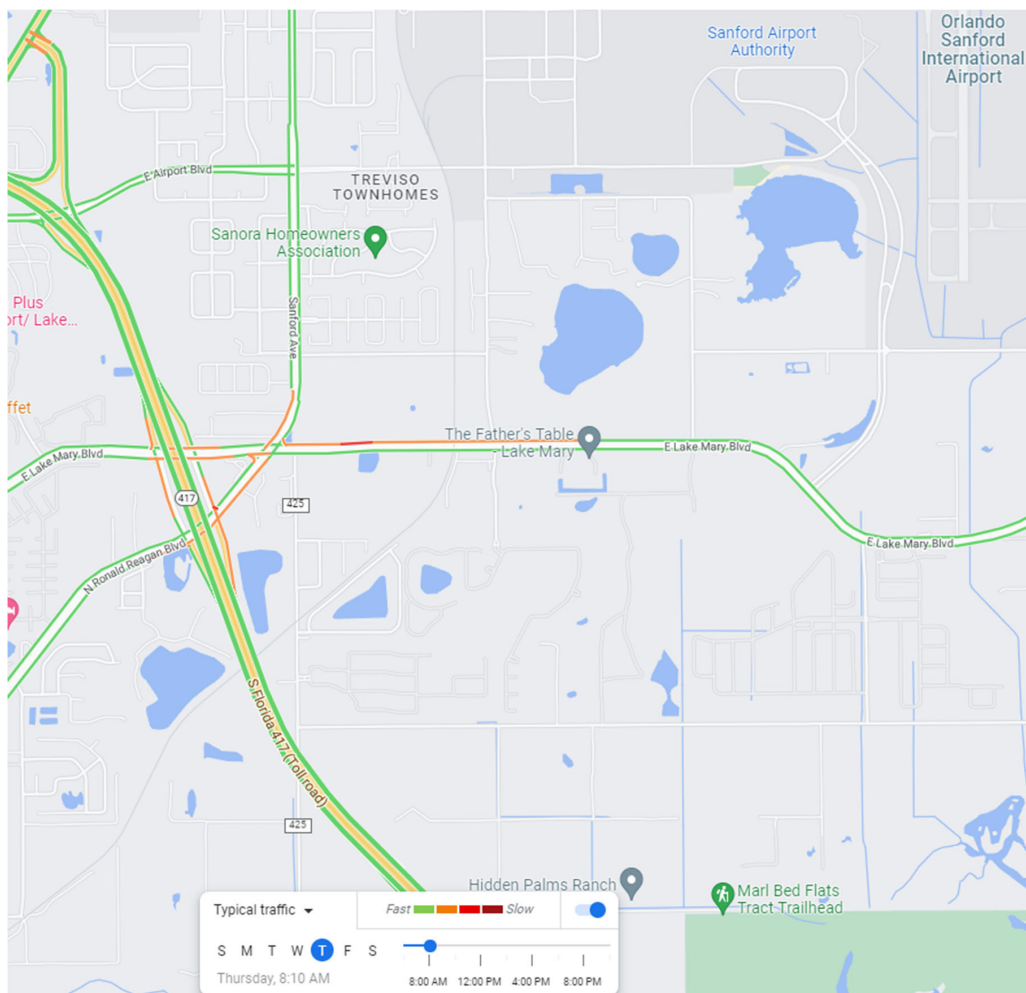 Sanford Airport
Authority
Orlando
Sanford
International
Airport
E Airport Blvd
TREVISO
TOWNHOMES
Sanora Homeowners
Association
Plus
ort/ Lake...
Sanford Ave
ffet
The Father's Table
- Lake Mary
E Lake Mary Blvd
E Lake Mary Blvd
417
425
E Lake Mary Blvd
N Ronald Reagan Blvd
S Florida 417 (Toll road)
425
Hidden Palms Ranch
Marl Bed Flats
Tract Trailhead
Typical traffic
Fast
Slow
S M T W T F S
Thursday, 8:10 AM
8:00 AM 12:00 PM 4:00 PM 8:00 PM